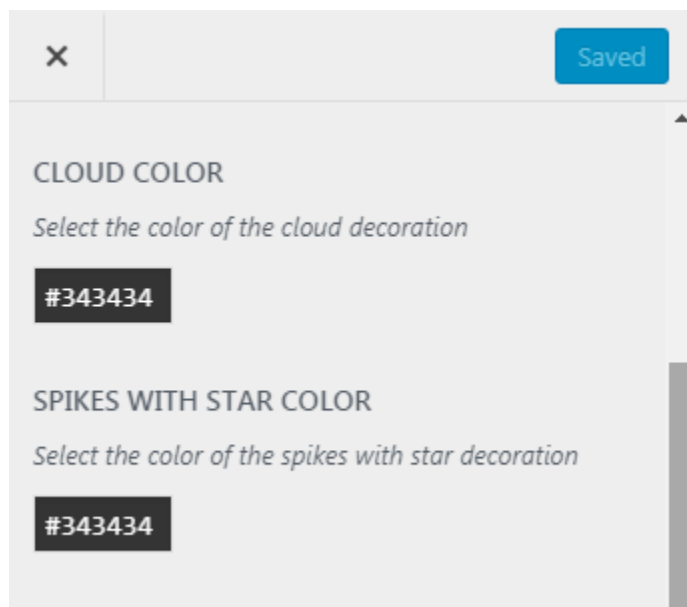 Saved
CLOUD COLOR
Select the color of the cloud decoration
#343434
SPIKES WITH STAR COLOR
Select the color of the spikes with star decoration
#343434